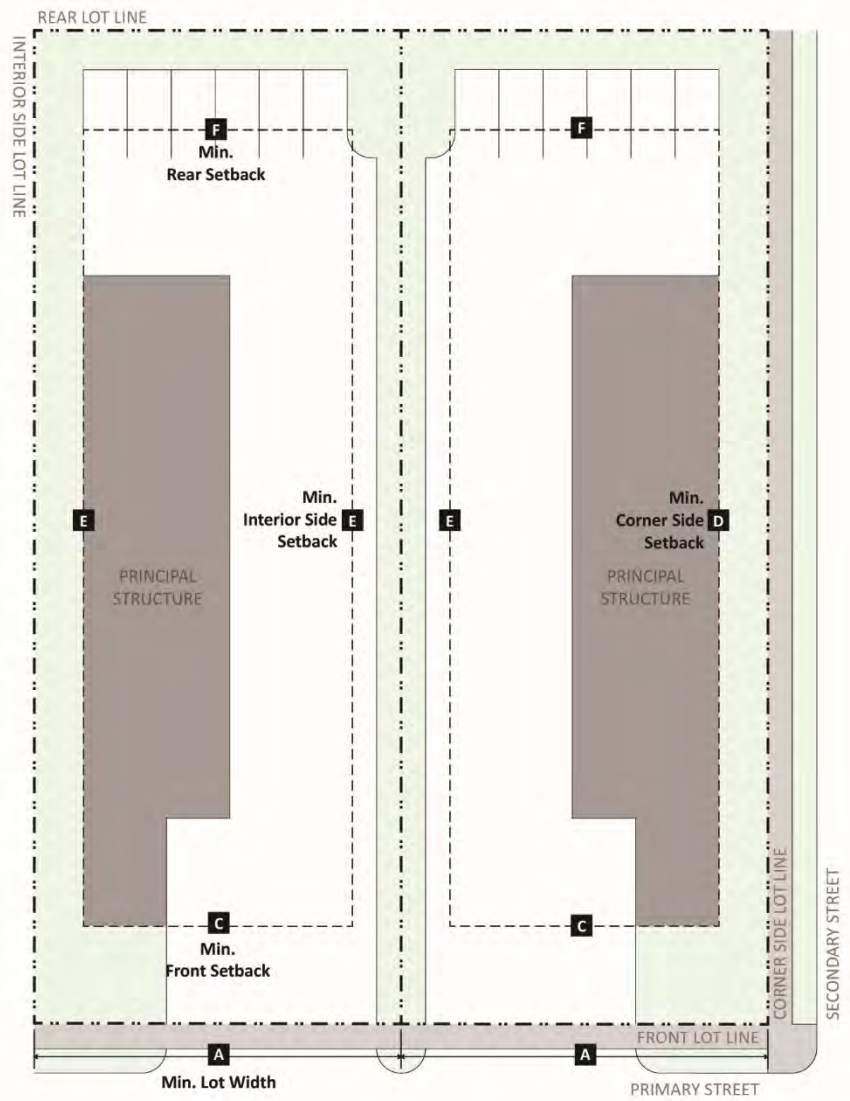 REAR LOT LINE
INTERIOR SIDE LOT LINE
F
Min.
Rear Setback
F
E
Min.
Interior Side
Setback
E
E
Min.
Corner Side
Setback
D
PRINCIPAL
STRUCTURE
PRINCIPAL
STRUCTURE
C
Min.
Front Setback
C
CORNER SIDE LOT LINE
SECONDARY STREET
FRONT LOT LINE
A
Min. Lot Width
A
PRIMARY STREET